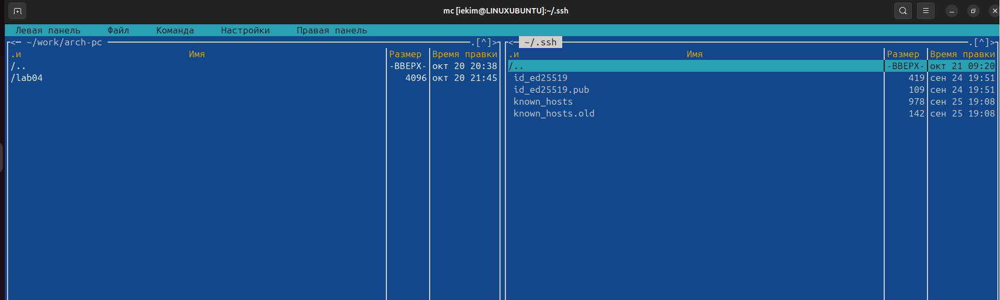 mc [iekim@LINUXUBUNTU]:~/.ssh
Левая панель Файл Команда Настройки Правая панель
<─ ~/work/arch-pc ─.[^]>
.и Имя Размер Время правки
/.. -ВВЕРХ- окт 20 20:38
/lab04 4096 окт 20 21:45
<─ ~/.ssh ─.[^]>
.и Имя Размер Время правки
/.. -ВВЕРХ- окт 21 09:20
id_ed25519 419 сен 24 19:51
id_ed25519.pub 109 сен 24 19:51
known_hosts 978 сен 25 19:08
known_hosts.old 142 сен 25 19:08